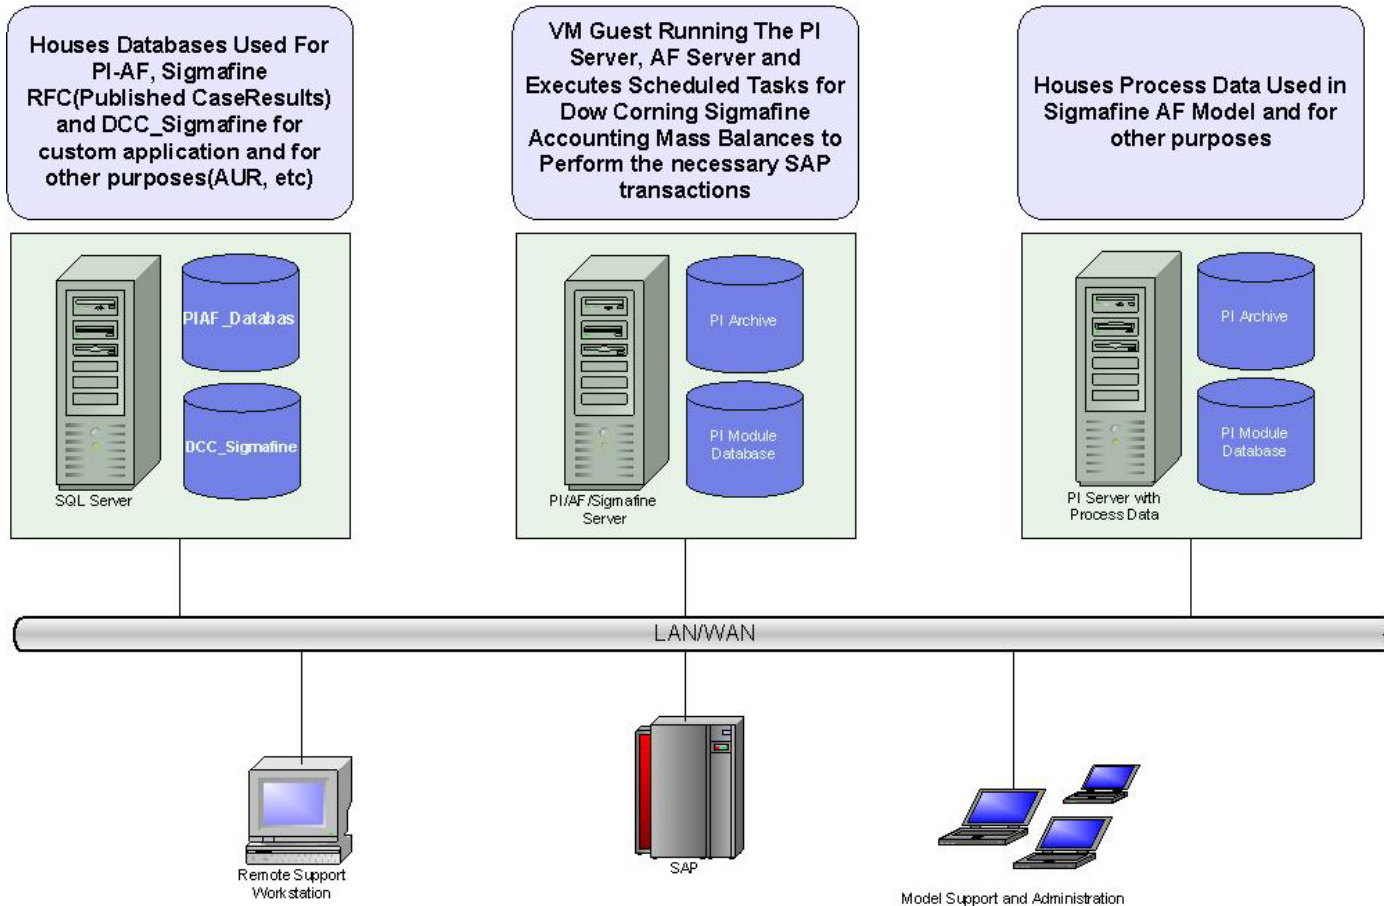 Houses Databases Used For
PI-AF, Sigmafine
RFC(Published CaseResults)
and DCC_Sigmafine for
custom application and for
other purposes(AUR, etc)
VM Guest Running The PI
Server, AF Server and
Executes Scheduled Tasks for
Dow Corning Sigmafine
Accounting Mass Balances to
Perform the necessary SAP
transactions
Houses Process Data Used in
Sigmafine AF Model and for
other purposes
PIAF_Databas
DCC_Sigmafine
SQL Server
PI Archive
PI Module
Database
PI/AF/Sigmafine
Server
PI Archive
PI Module
Database
PI Server with
Process Data
LAN/WAN
Remote Support
Workstation
SAP
Model Support and Administration